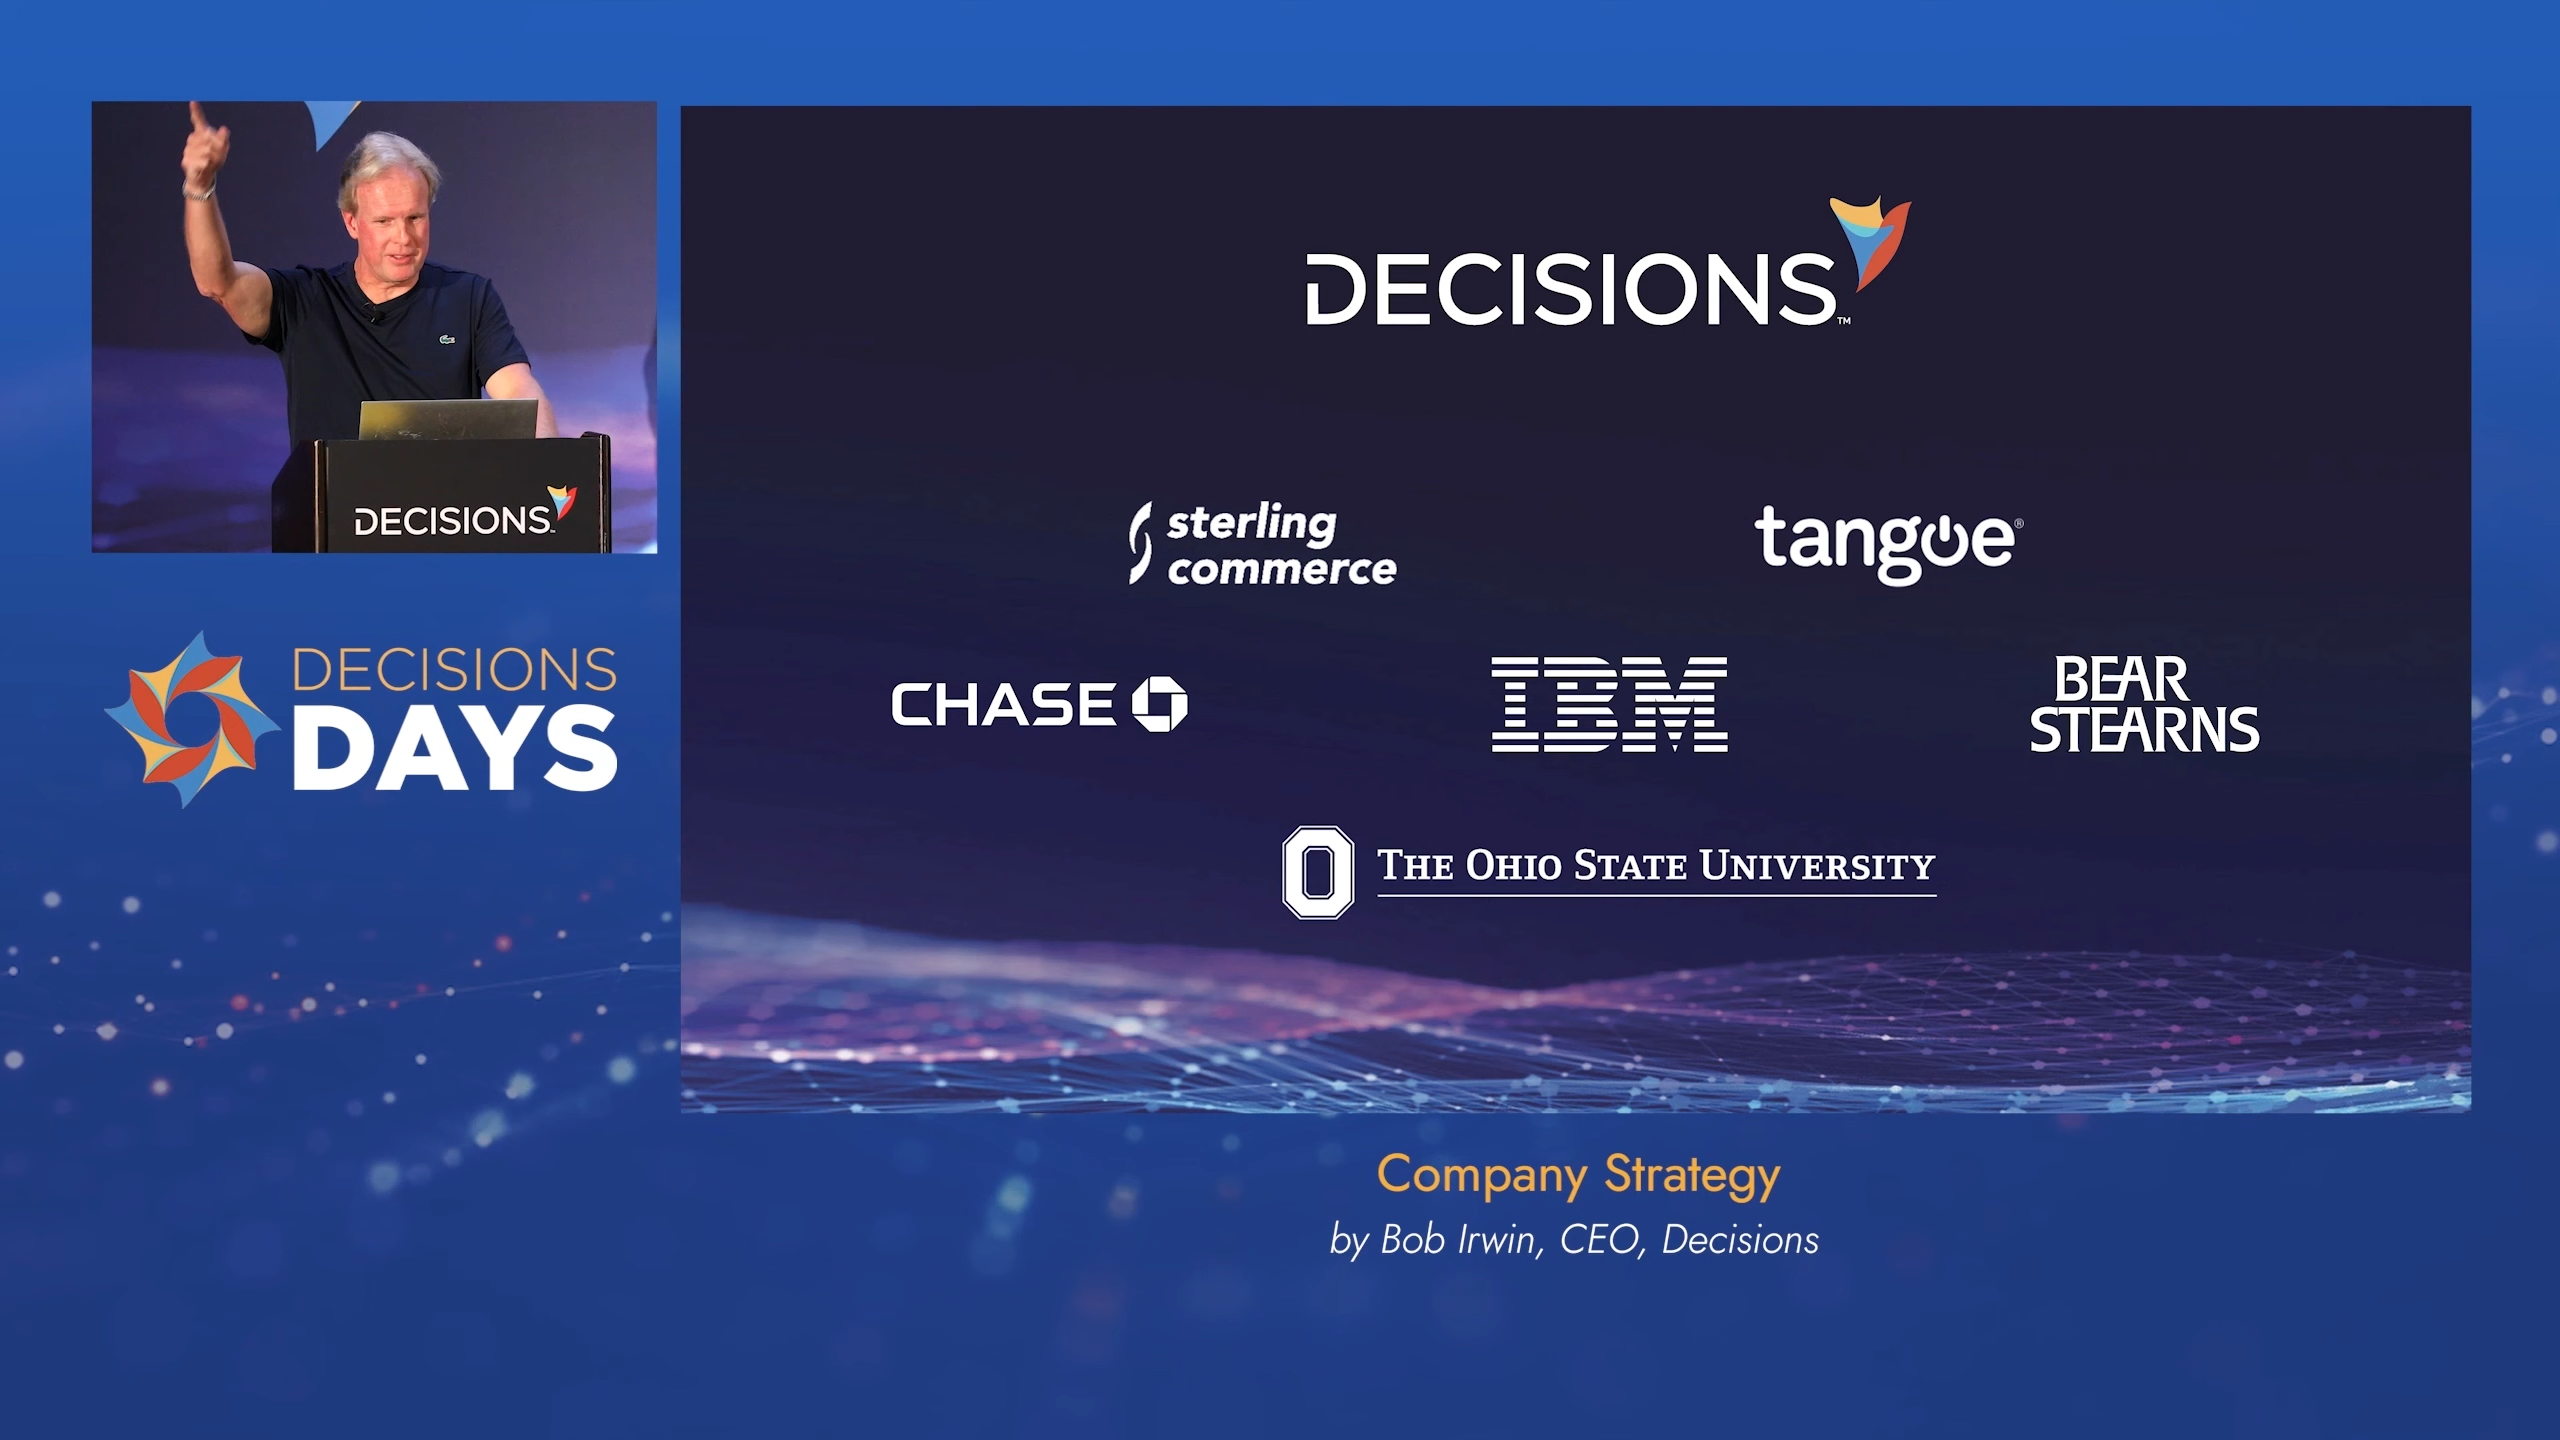 DECISIONS
DECISIONS
DAYS
DECISIONS™
sterling
commerce
tangoe®
CHASE
IBM
BEAR
STEARNS
O
THE OHIO STATE UNIVERSITY
Company Strategy
by Bob Irwin, CEO, Decisions